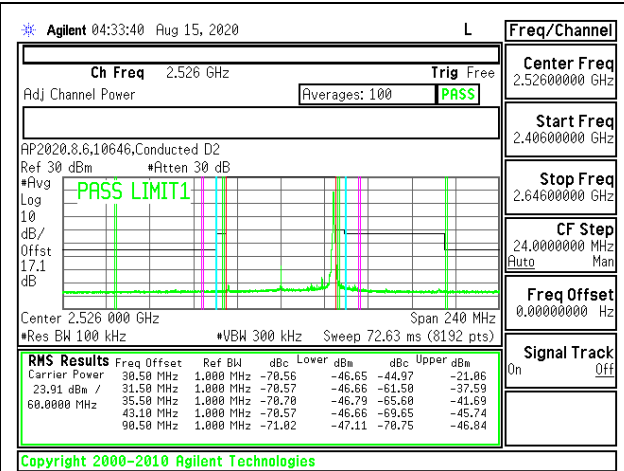 Agilent 04:33:40 Aug 15, 2020 L
Ch Freq 2.526 GHz Trig Free
Adj Channel Power Averages: 100 PASS
AP2020.8.6,10646,Conducted D2
Ref 30 dBm #Atten 30 dB
#Avg
Log
10
dB/
Offst
17.1
dB
PASS LIMIT1
Center 2.526 000 GHz Span 240 MHz
#Res BW 100 kHz #VBW 300 kHz Sweep 72.63 ms (8192 pts)
RMS Results Freq Offset Ref BW dBc Lower dBm dBc Upper dBm
Carrier Power 30.50 MHz 1.000 MHz -70.56 -46.65 -44.97 -21.06
23.91 dBm / 31.50 MHz 1.000 MHz -70.57 -46.66 -61.50 -37.59
60.0000 MHz 35.50 MHz 1.000 MHz -70.70 -46.79 -65.60 -41.69
43.10 MHz 1.000 MHz -70.57 -46.66 -69.65 -45.74
90.50 MHz 1.000 MHz -71.02 -47.11 -70.75 -46.84
Copyright 2000-2010 Agilent Technologies
Freq/Channel
Center Freq
2.52600000 GHz
Start Freq
2.40600000 GHz
Stop Freq
2.64600000 GHz
CF Step
24.0000000 MHz
Auto Man
Freq Offset
0.00000000 Hz
Signal Track
On Off